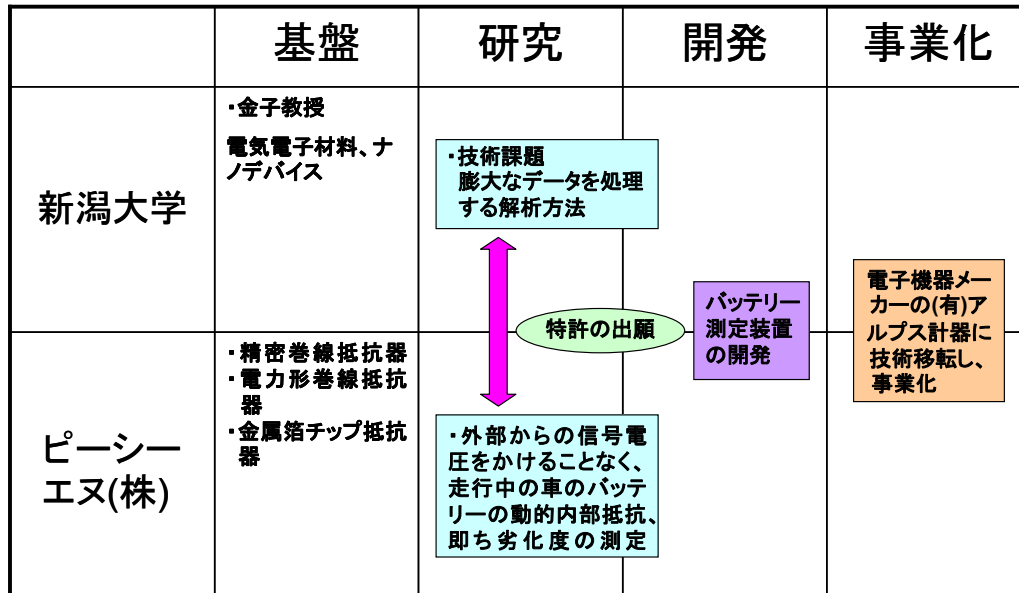 基盤
研究
開発
事業化
新潟大学
・金子教授
電気電子材料、ナ
ノデバイス
・技術課題
膨大なデータを処理
する解析方法
特許の出願
バッテリー
測定装置
の開発
電子機器メー
カーの(有)ア
ルプス計器に
技術移転し、
事業化
ピーシー
エヌ(株)
・精密巻線抵抗器
・電力形巻線抵抗
器
・金属箔チップ抵抗
器
・外部からの信号電
圧をかけることなく、
走行中の車のバッテ
リーの動的内部抵抗、
即ち劣化度の測定